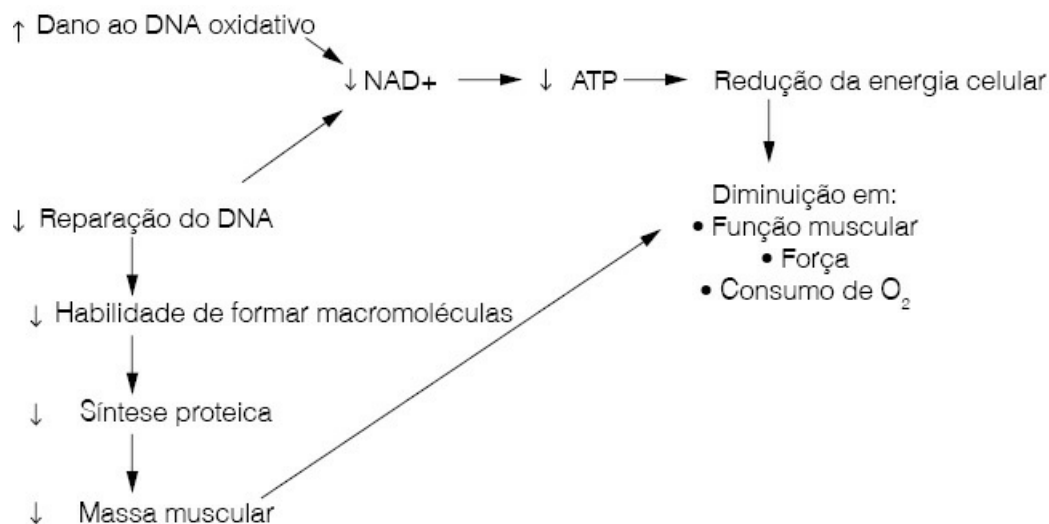 ↑ Dano ao DNA oxidativo
↓ NAD+
↓ ATP
Redução da energia celular
↓ Reparação do DNA
Diminuição em:
• Função muscular
• Força
• Consumo de O₂
↓ Habilidade de formar macromoléculas
↓ Síntese proteica
↓ Massa muscular